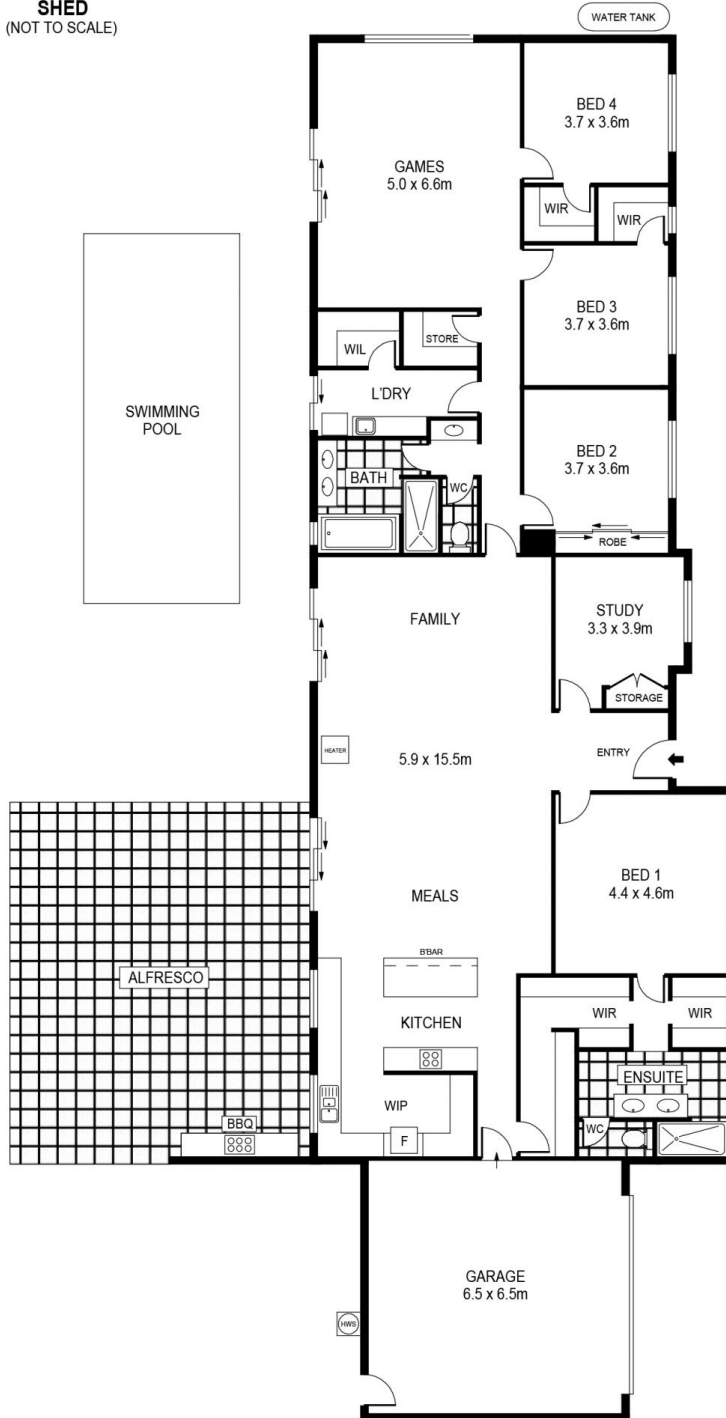 SHED
(NOT TO SCALE)
WATER TANK
BED 4
3.7 x 3.6m
GAMES
5.0 x 6.6m
WIR
WIR
BED 3
3.7 x 3.6m
WIL
STORE
L'DRY
SWIMMING
POOL
BED 2
3.7 x 3.6m
BATH
WC
ROBE
FAMILY
STUDY
3.3 x 3.9m
STORAGE
HEATER
5.9 x 15.5m
ENTRY
BED 1
4.4 x 4.6m
MEALS
B'BAR
ALFRESCO
KITCHEN
WIR
WIR
ENSUITE
WIP
BBQ
F
WC
GARAGE
6.5 x 6.5m
HWS